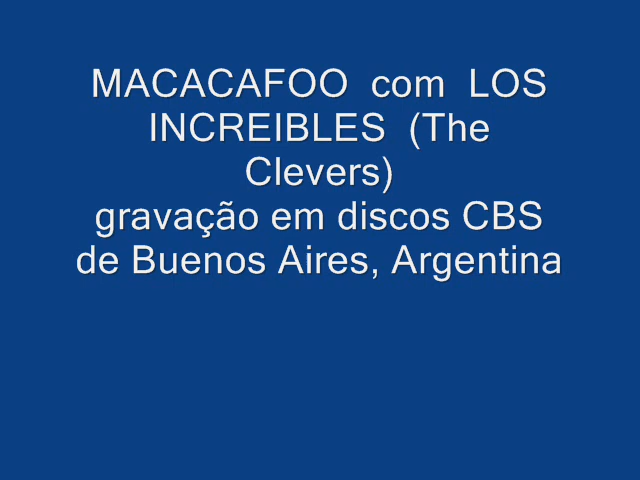 MACACAFOO com LOS
INCREIBLES (The
Clevers)
gravação em discos CBS
de Buenos Aires, Argentina